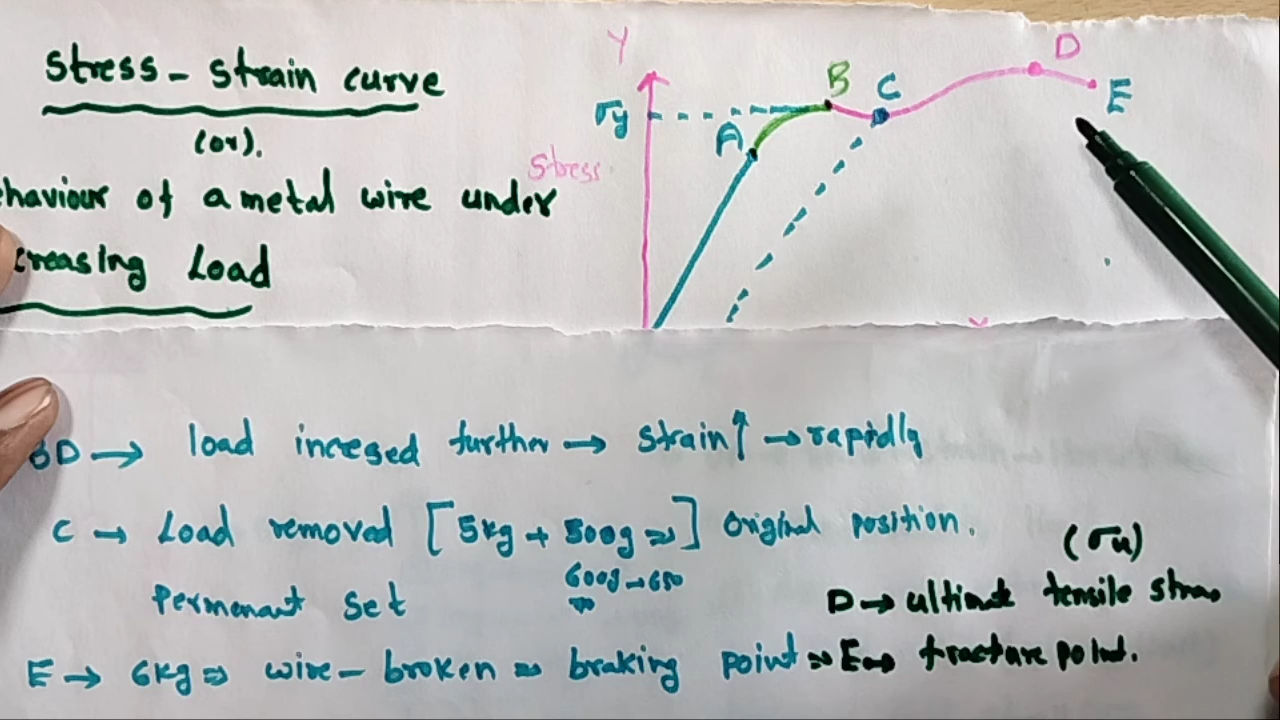 Stress - Strain curve
(or).
haviour of a metal wire under
creasing Load
Y
σy
Stress
A
B
C
D
E
BD → load incresed further → Strain↑ → rapidly
C → Load removed [5kg + 500g ⇒] Original position.
600g → 650
Permenant set
(σu)
D → ultimate tensile stress
E → 6kg ⇒ wire - broken ⇒ braking point ⇒ E → fracture point.